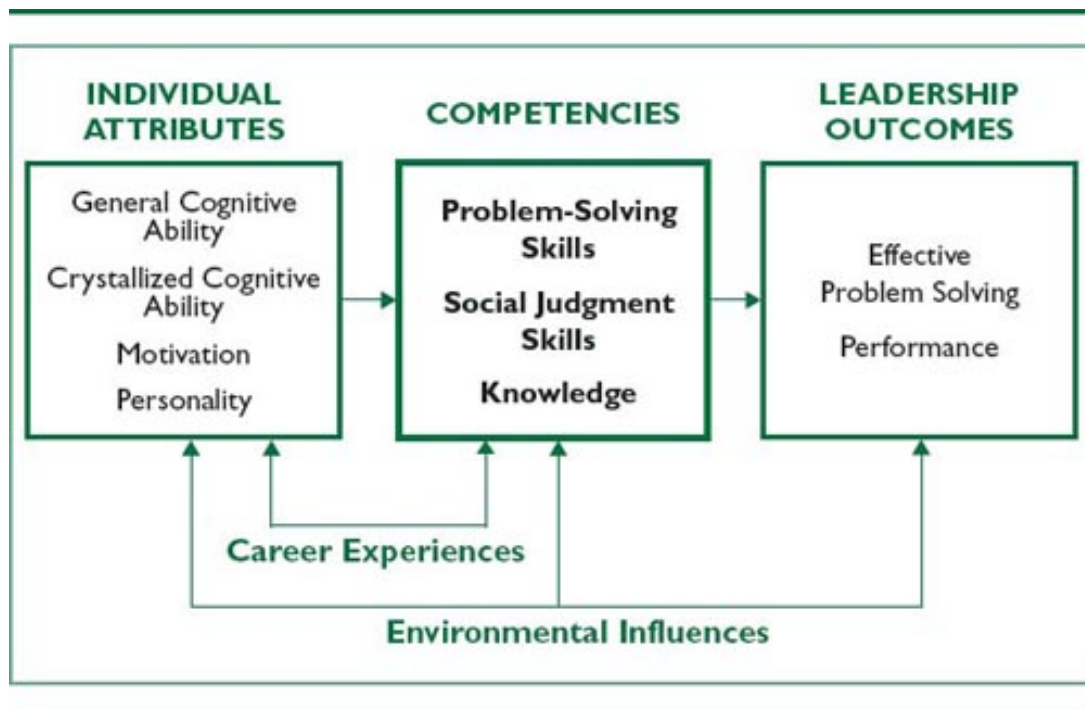 INDIVIDUAL
ATTRIBUTES
General Cognitive
Ability
Crystallized Cognitive
Ability
Motivation
Personality
COMPETENCIES
Problem-Solving
Skills
Social Judgment
Skills
Knowledge
LEADERSHIP
OUTCOMES
Effective
Problem Solving
Performance
Career Experiences
Environmental Influences